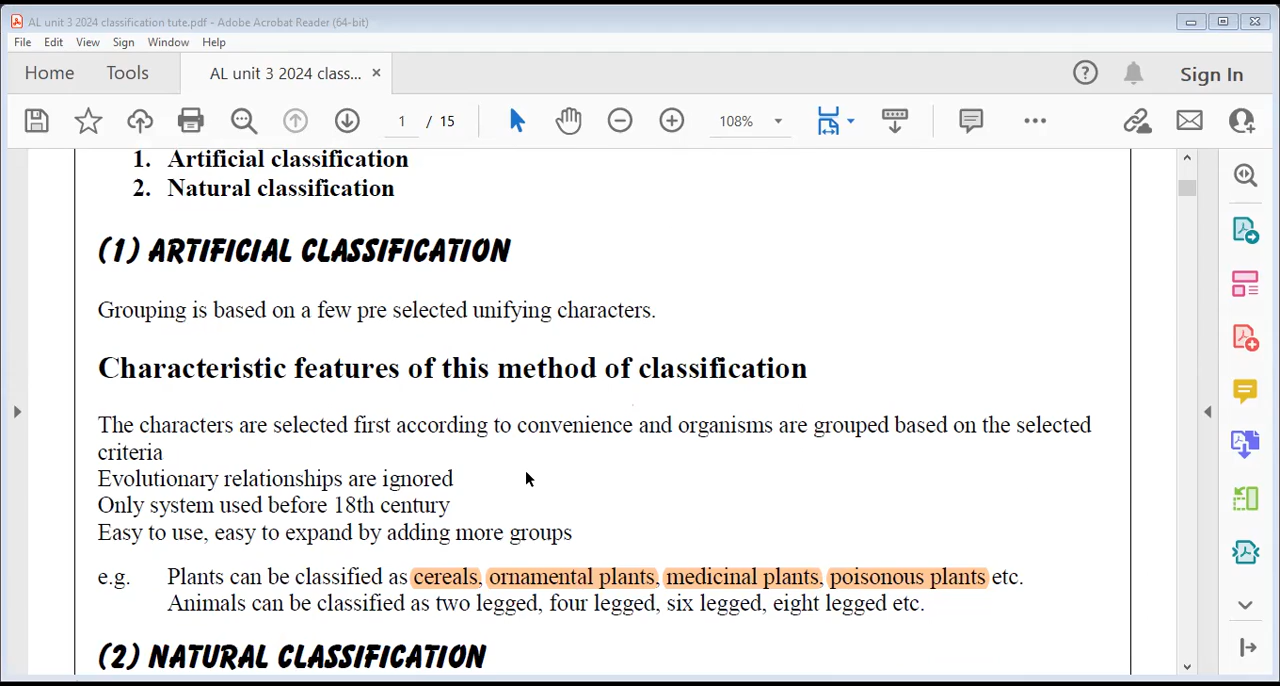 AL unit 3 2024 classification tute.pdf - Adobe Acrobat Reader (64-bit)
File Edit View Sign Window Help
Home Tools AL unit 3 2024 class... × Sign In
1 / 15 108%
1. Artificial classification
2. Natural classification
(1) ARTIFICIAL CLASSIFICATION
Grouping is based on a few pre selected unifying characters.
Characteristic features of this method of classification
The characters are selected first according to convenience and organisms are grouped based on the selected
criteria
Evolutionary relationships are ignored
Only system used before 18th century
Easy to use, easy to expand by adding more groups
e.g. Plants can be classified as cereals, ornamental plants, medicinal plants, poisonous plants etc.
Animals can be classified as two legged, four legged, six legged, eight legged etc.
(2) NATURAL CLASSIFICATION